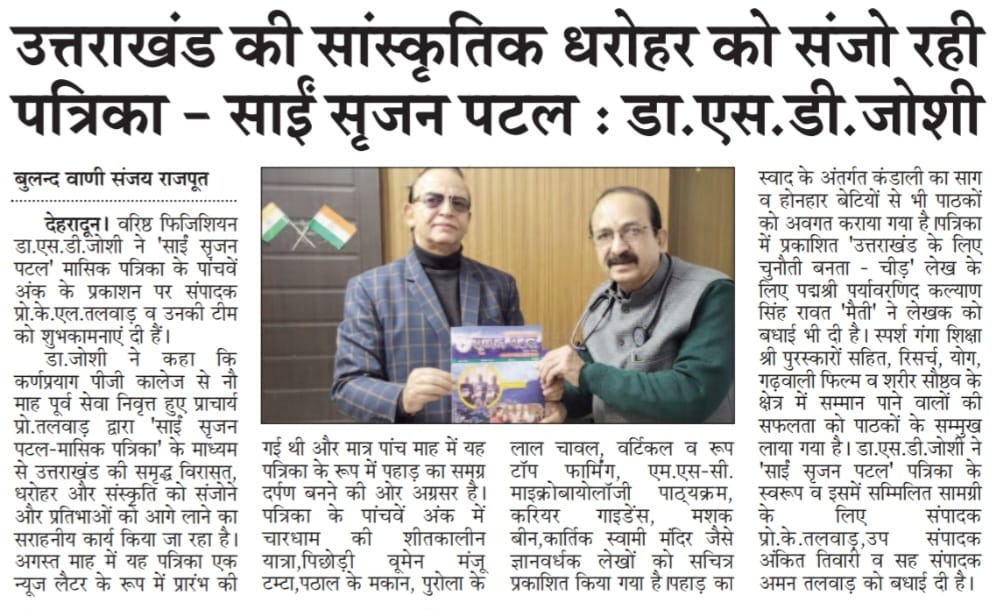 उत्तराखंड की सांस्कृतिक धरोहर को संजो रही
पत्रिका - साईं सृजन पटल : डा.एस.डी.जोशी
बुलन्द वाणी संजय राजपूत
देहरादून। वरिष्ठ फिजिशियन
डा.एस.डी.जोशी ने 'साईं सृजन
पटल' मासिक पत्रिका के पांचवें
अंक के प्रकाशन पर संपादक
प्रो.के.एल.तलवाड़ व उनकी टीम
को शुभकामनाएं दी हैं।
डा.जोशी ने कहा कि
कर्णप्रयाग पीजी कालेज से नौ
माह पूर्व सेवा निवृत्त हुए प्राचार्य
प्रो.तलवाड़ द्वारा 'साईं सृजन
पटल-मासिक पत्रिका' के माध्यम
से उत्तराखंड की समृद्ध विरासत,
धरोहर और संस्कृति को संजोने
और प्रतिभाओं को आगे लाने का
सराहनीय कार्य किया जा रहा है।
अगस्त माह में यह पत्रिका एक
न्यूज लैटर के रूप में प्रारंभ की
गई थी और मात्र पांच माह में यह
पत्रिका के रूप में पहाड़ का समग्र
दर्पण बनने की ओर अग्रसर है।
पत्रिका के पांचवें अंक में
चारधाम की शीतकालीन
यात्रा,पिछोड़ी वूमेन मंजू
टम्टा,पठाल के मकान, पुरोला के
लाल चावल, वर्टिकल व रूप
टॉप फार्मिंग, एम.एस-सी.
माइक्रोबायोलॉजी पाठ्यक्रम,
करियर गाइडेंस, मशरू
बीन,कार्तिक स्वामी मंदिर जैसे
ज्ञानवर्धक लेखों को सचित्र
प्रकाशित किया गया है।पहाड़ का
स्वाद के अंतर्गत कंडाली का साग
व होनहार बेटियों से भी पाठकों
को अवगत कराया गया है।पत्रिका
में प्रकाशित 'उत्तराखंड के लिए
चुनौती बनता - चीड़' लेख के
लिए पद्मश्री पर्यावरणिद कल्याण
सिंह रावत 'मैती' ने लेखक को
बधाई भी दी है। स्पर्श गंगा शिक्षा
श्री पुरस्कारों सहित, रिसर्च, योग,
गढ़वाली फिल्म व शरीर सौष्ठव के
क्षेत्र में सम्मान पाने वालों की
सफलता को पाठकों के सम्मुख
लाया गया है। डा.एस.डी.जोशी ने
'साईं सृजन पटल' पत्रिका के
स्वरूप व इसमें सम्मिलित सामग्री
के लिए संपादक
प्रो.के.तलवाड़,उप संपादक
अंकित तिवारी व सह संपादक
अमन तलवाड़ को बधाई दी है।